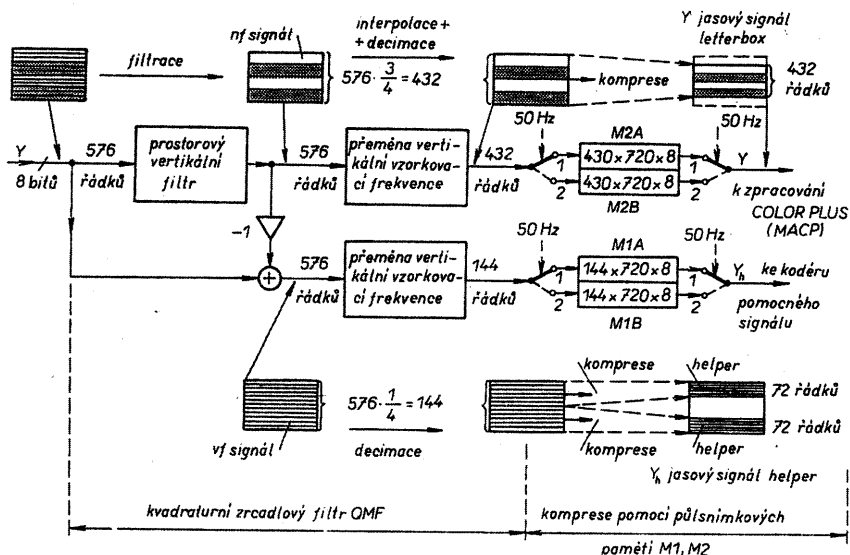 nf signál
interpolace +
+ decimace
Y jasový signál
letterbox
filtrace
576 · 3/4 = 432
komprese
432
řádků
50 Hz
M2A
50 Hz
Y
8 bitů
576
řádků
prostorový
vertikální
filtr
576
řádků
přeměna verti-
kální vzorkova-
cí frekvence
432
řádků
1
2
430×720×8
430×720×8
1
2
Y
M2B
k zpracování
COLOR PLUS
(MACP)
-1
50 Hz
M1A
50 Hz
+
576
řádků
přeměna verti-
kální vzorkova-
cí frekvence
144
řádků
1
2
144×720×8
144×720×8
1
2
Yh
ke kodéru
pomocného
signálu
M1B
komprese
helper
576 · 1/4 = 144
72 řádků
72 řádků
vf signál
decimace
komprese
helper
Yh jasový signál helper
kvadraturní zrcadlový filtr QMF
komprese pomocí půlsnímkových
pamětí M1, M2